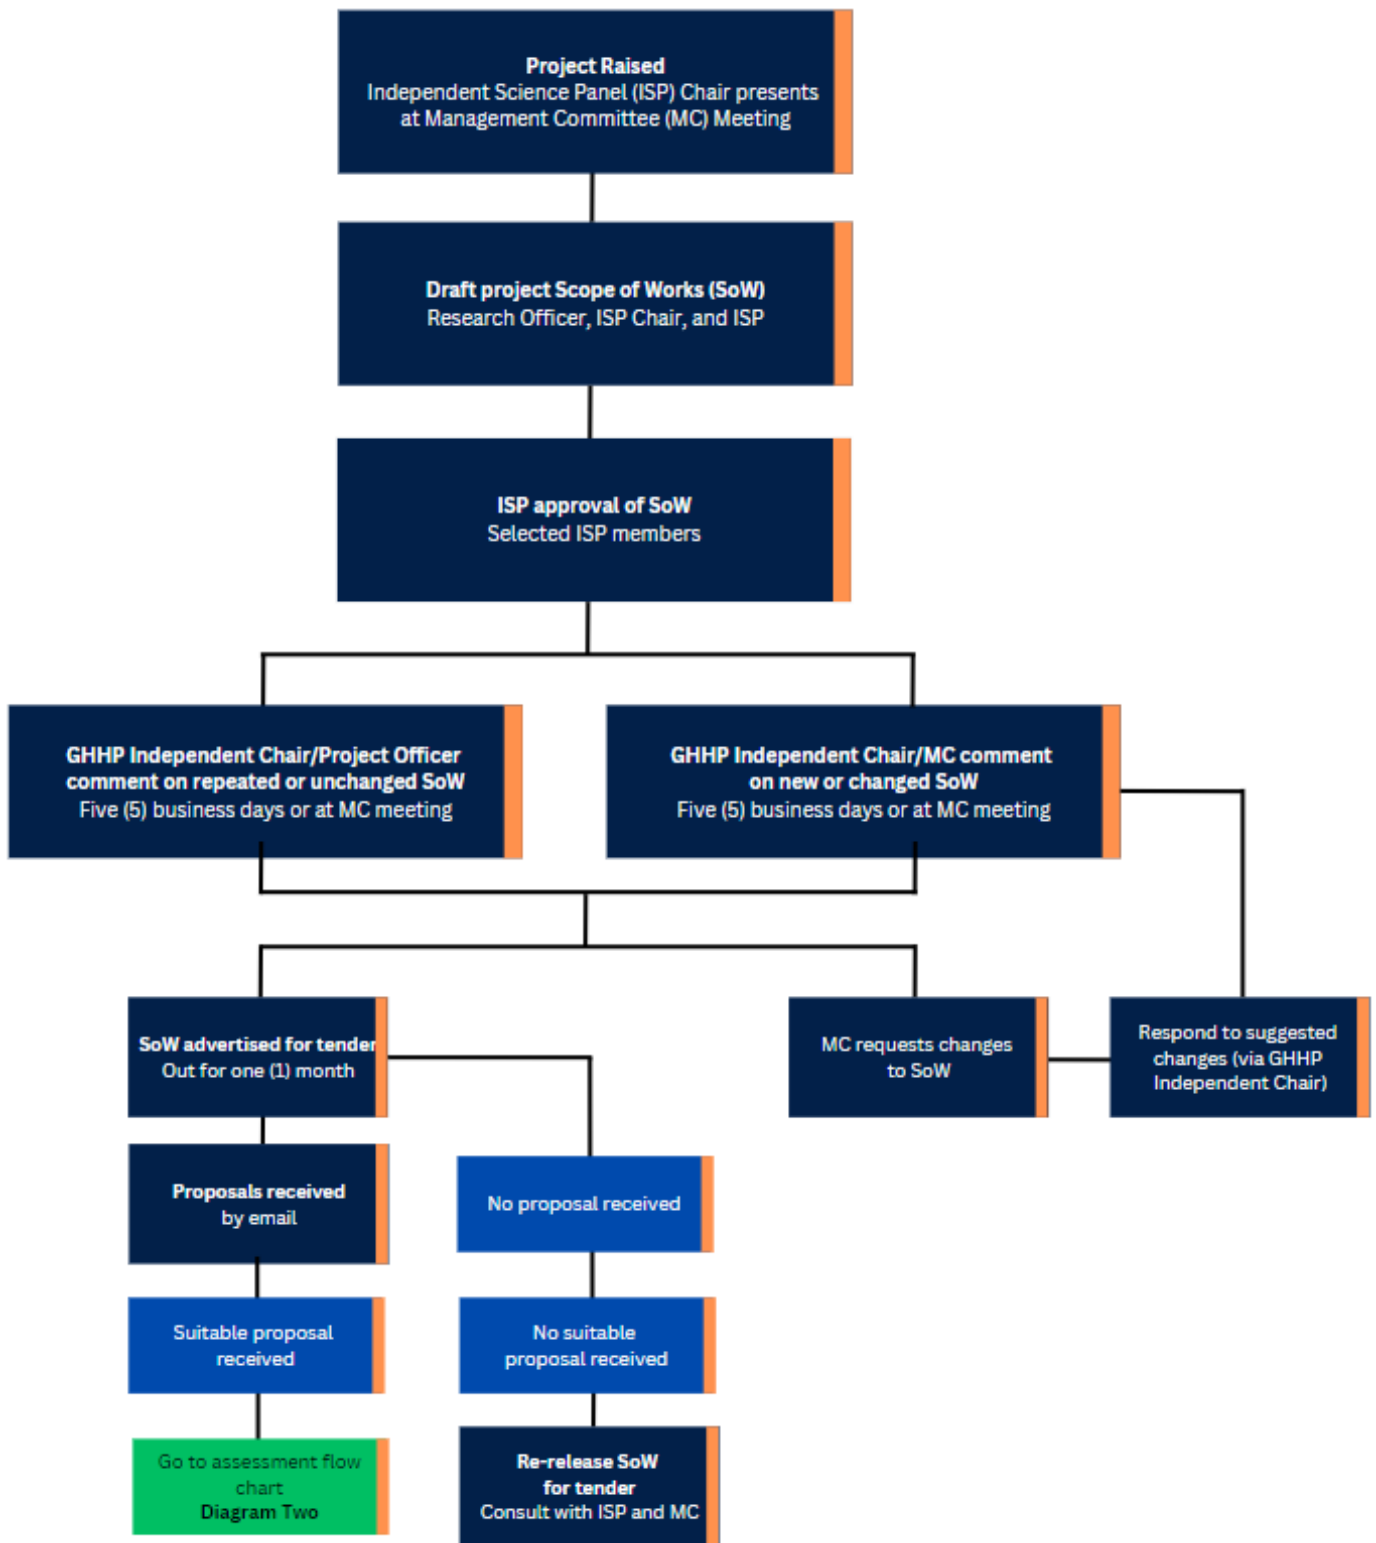 Project Raised
Independent Science Panel (ISP) Chair presents
at Management Committee (MC) Meeting
Draft project Scope of Works (SoW)
Research Officer, ISP Chair, and ISP
ISP approval of SoW
Selected ISP members
GHHP Independent Chair/Project Officer
comment on repeated or unchanged SoW
Five (5) business days or at MC meeting
GHHP Independent Chair/MC comment
on new or changed SoW
Five (5) business days or at MC meeting
SoW advertised for tender
Out for one (1) month
MC requests changes
to SoW
Respond to suggested
changes (via GHHP
Independent Chair)
Proposals received
by email
No proposal received
Suitable proposal
received
No suitable
proposal received
Go to assessment flow
chart
Diagram Two
Re-release SoW
for tender
Consult with ISP and MC